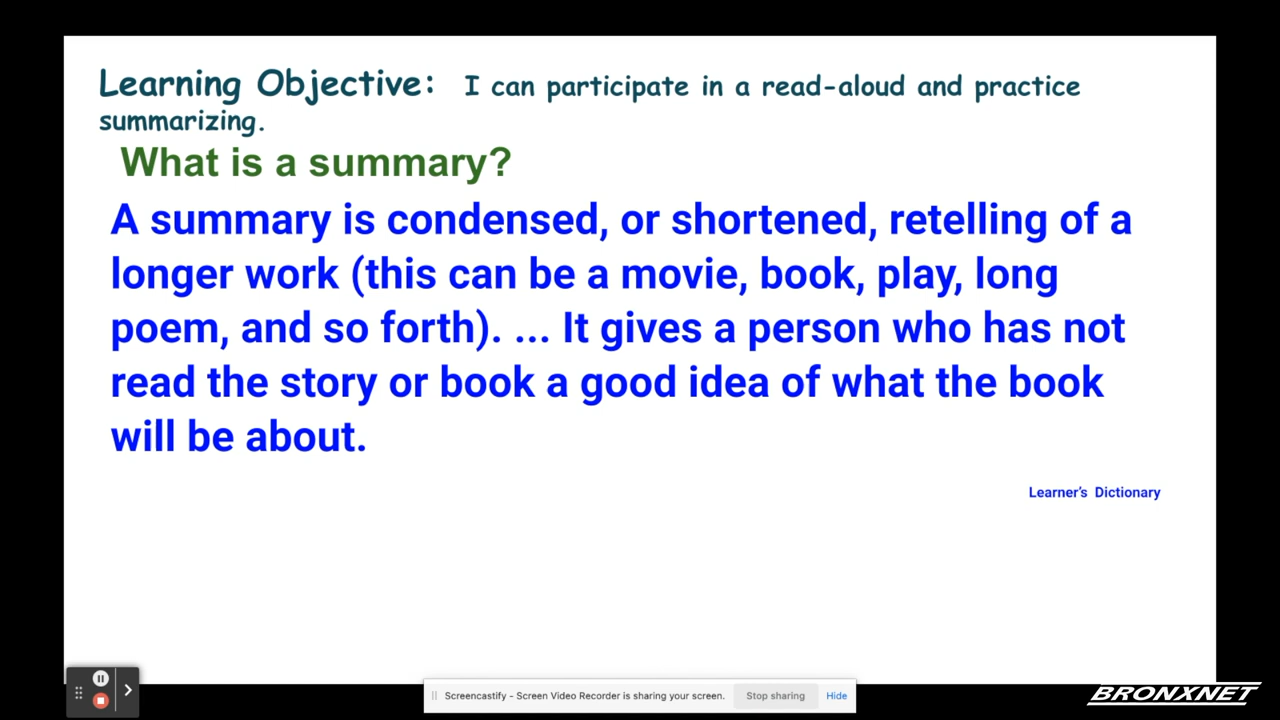 Learning Objective: I can participate in a read-aloud and practice
summarizing.
What is a summary?
A summary is condensed, or shortened, retelling of a
longer work (this can be a movie, book, play, long
poem, and so forth). ... It gives a person who has not
read the story or book a good idea of what the book
will be about.
Learner's Dictionary
Screencastify - Screen Video Recorder is sharing your screen. Stop sharing Hide
BRONXNET